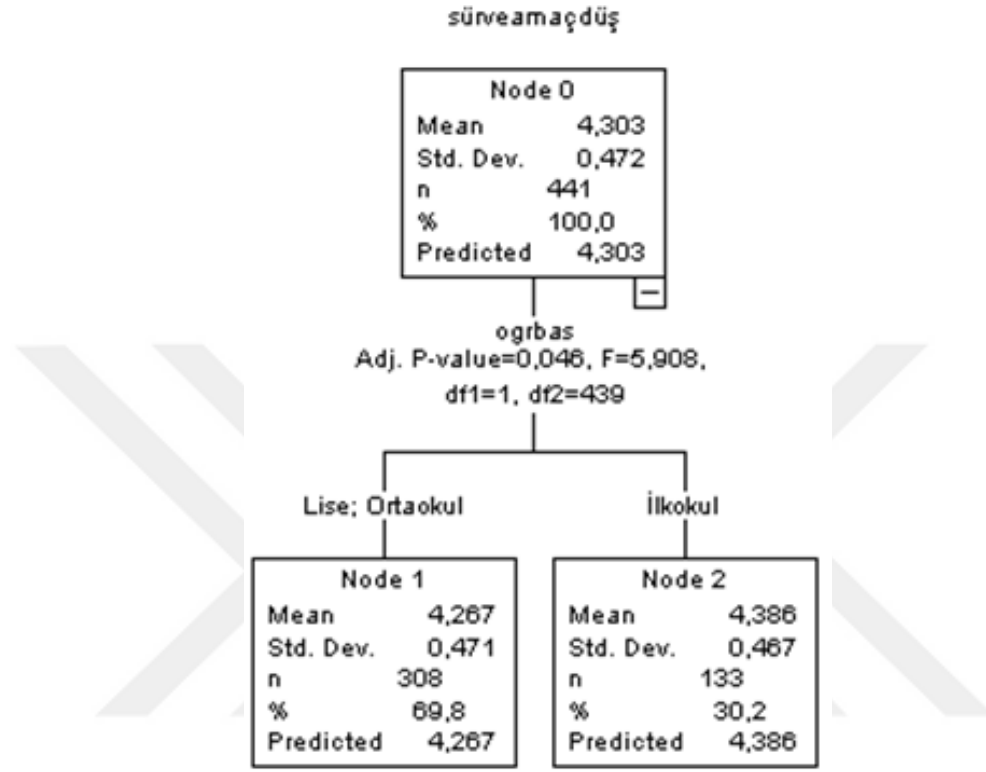 sürveamaçdüş
Node 0
Mean 4,303
Std. Dev. 0,472
n 441
% 100,0
Predicted 4,303
ogrbas
Adj. P-value=0,046, F=5,908,
df1=1, df2=439
Lise; Ortaokul
İlkokul
Node 1
Mean 4,267
Std. Dev. 0,471
n 308
% 69,8
Predicted 4,267
Node 2
Mean 4,386
Std. Dev. 0,467
n 133
% 30,2
Predicted 4,386